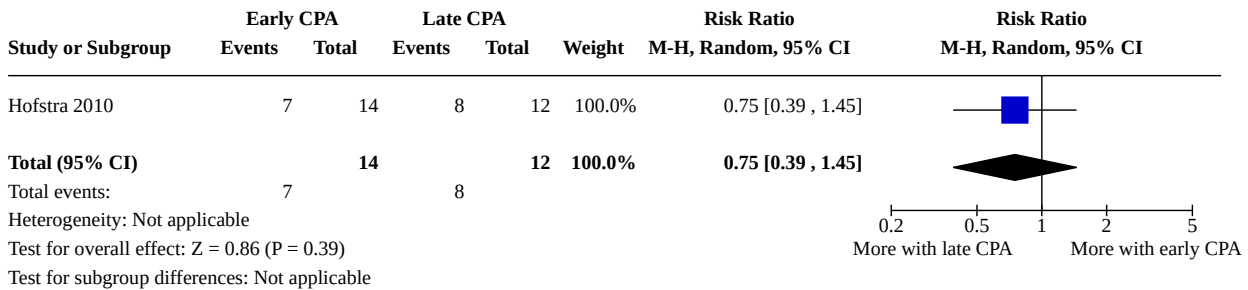 Early CPA Late CPA Risk Ratio Risk Ratio
Study or Subgroup Events Total Events Total Weight M-H, Random, 95% CI M-H, Random, 95% CI
Hofstra 2010 7 14 8 12 100.0% 0.75 [0.39 , 1.45]
Total (95% CI) 14 12 100.0% 0.75 [0.39 , 1.45]
Total events: 7 8
Heterogeneity: Not applicable
0.2 0.5 1 2 5
Test for overall effect: Z = 0.86 (P = 0.39) More with late CPA More with early CPA
Test for subgroup differences: Not applicable